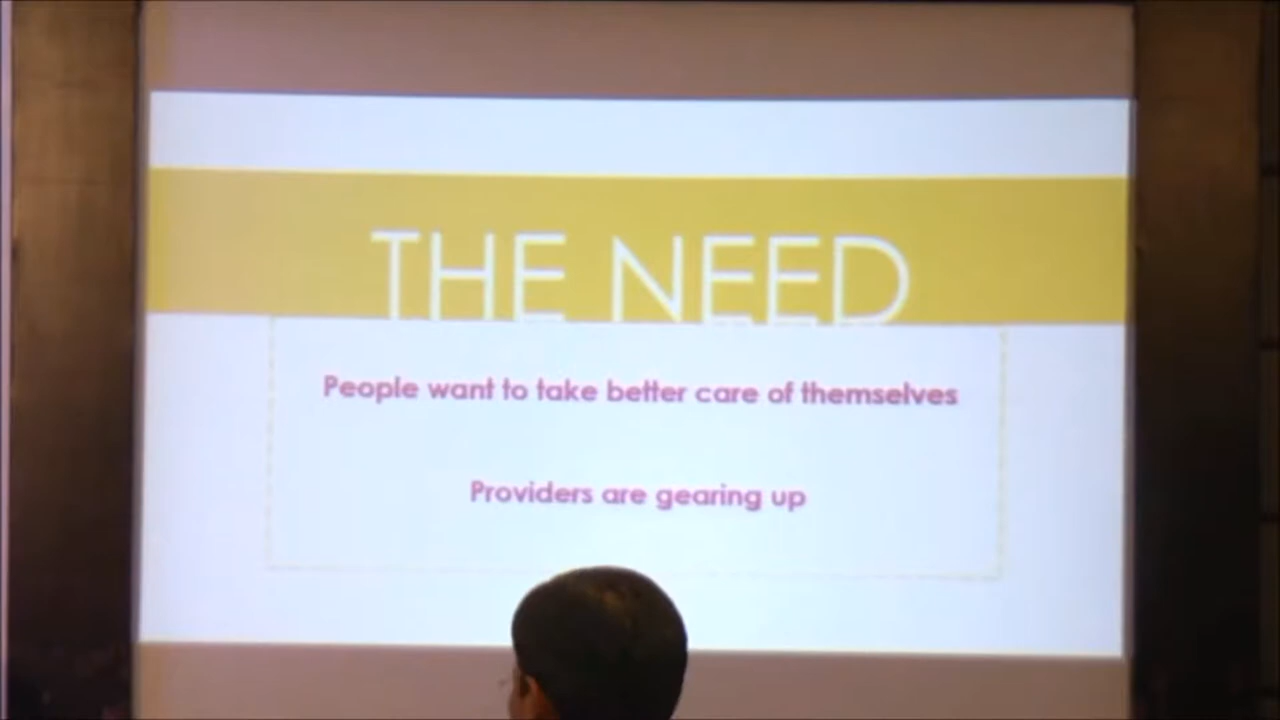 THE NEED
People want to take better care of themselves
Providers are gearing up